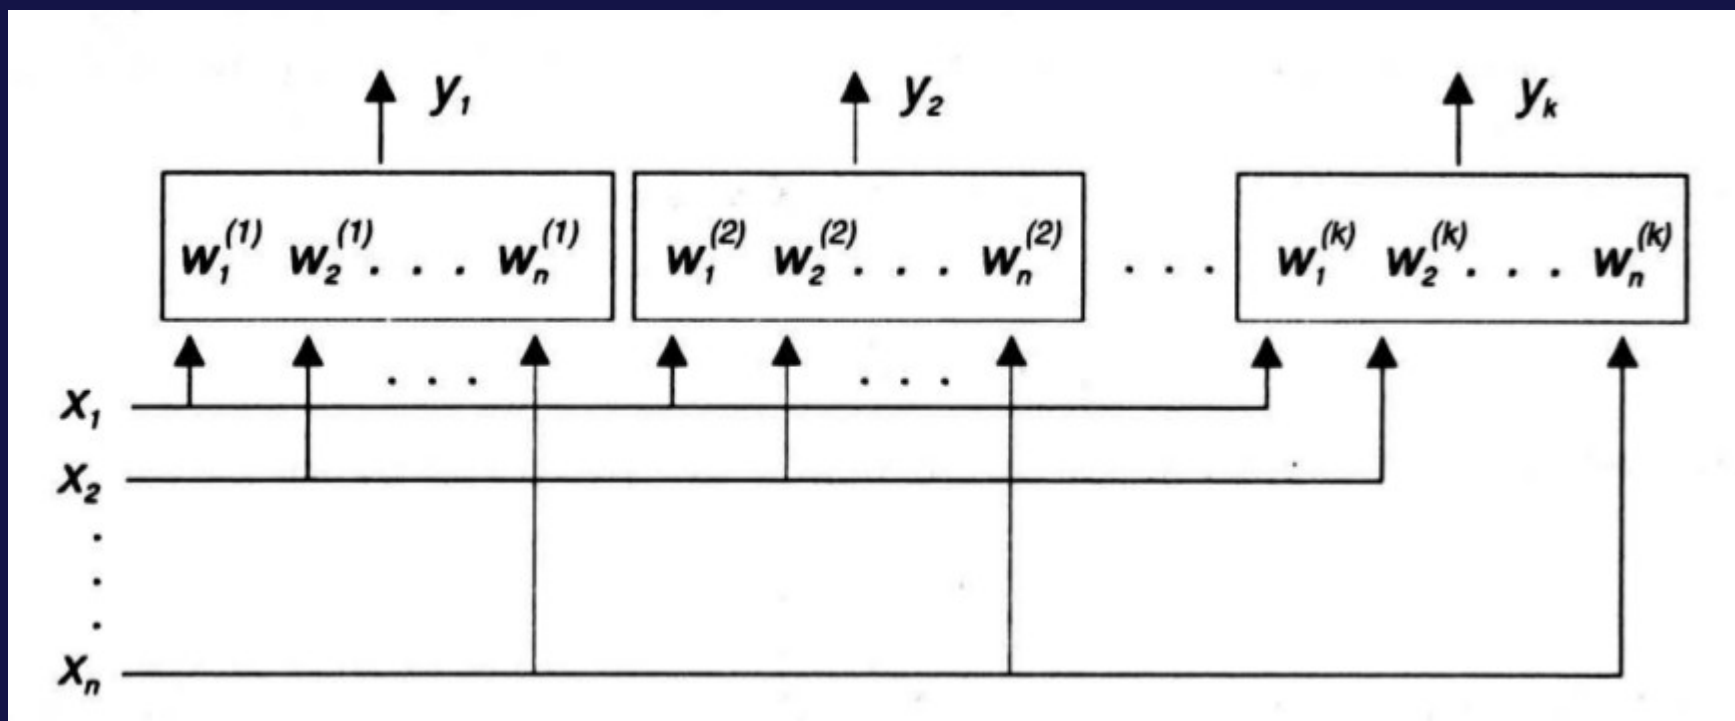 y₁ y₂ yₖ
w₁⁽¹⁾ w₂⁽¹⁾ . . . wₙ⁽¹⁾ w₁⁽²⁾ w₂⁽²⁾ . . . wₙ⁽²⁾ . . . w₁⁽ᵏ⁾ w₂⁽ᵏ⁾ . . . wₙ⁽ᵏ⁾
. . . . . .
x₁
x₂
.
.
.
xₙ